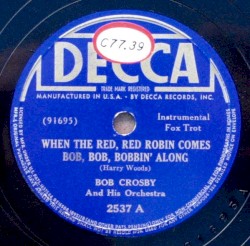 C77.39
DECCA
TRADE MARK REGISTERED
MANUFACTURED IN U.S.A. - BY DECCA RECORDS, INC.
(91695)
Instrumental
Fox Trot
WHEN THE RED, RED ROBIN COMES
BOB, BOB, BOBBIN' ALONG
(Harry Woods)
BOB CROSBY
And His Orchestra
2537 A